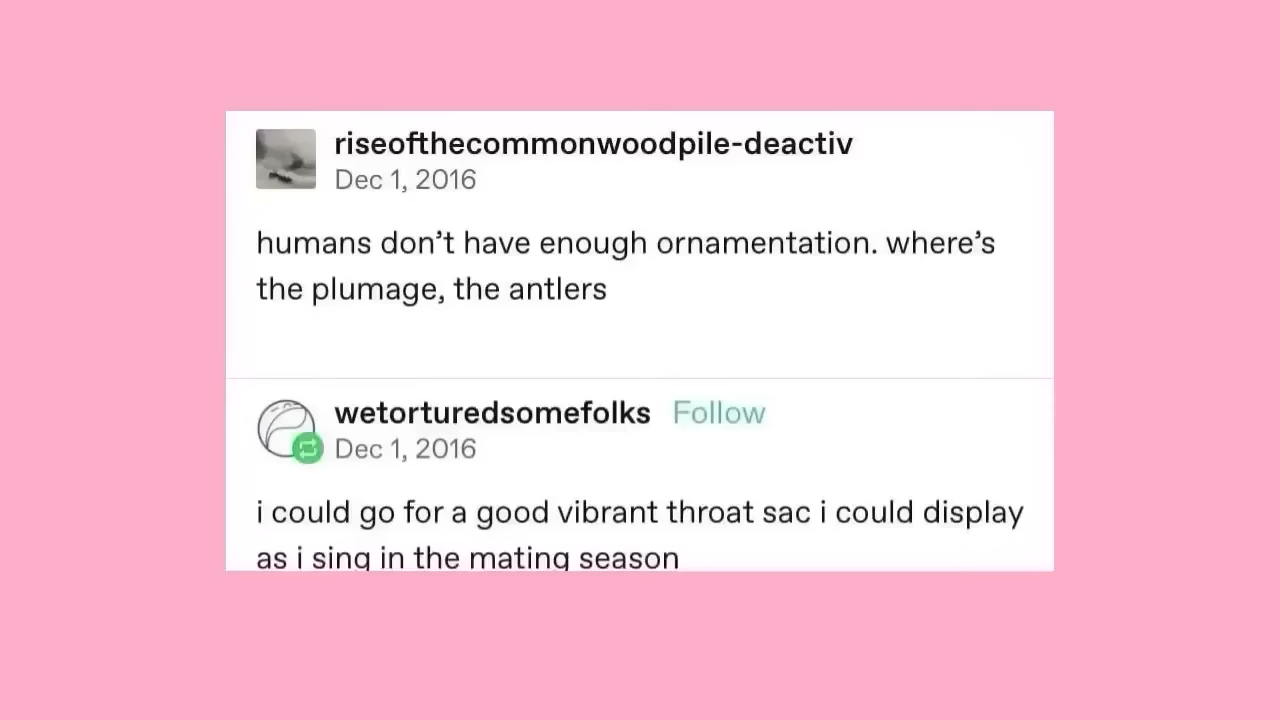 riseofthecommonwoodpile-deactiv
Dec 1, 2016
humans don’t have enough ornamentation. where’s
the plumage, the antlers
wetorturedsomefolks Follow
Dec 1, 2016
i could go for a good vibrant throat sac i could display
as i sing in the mating season